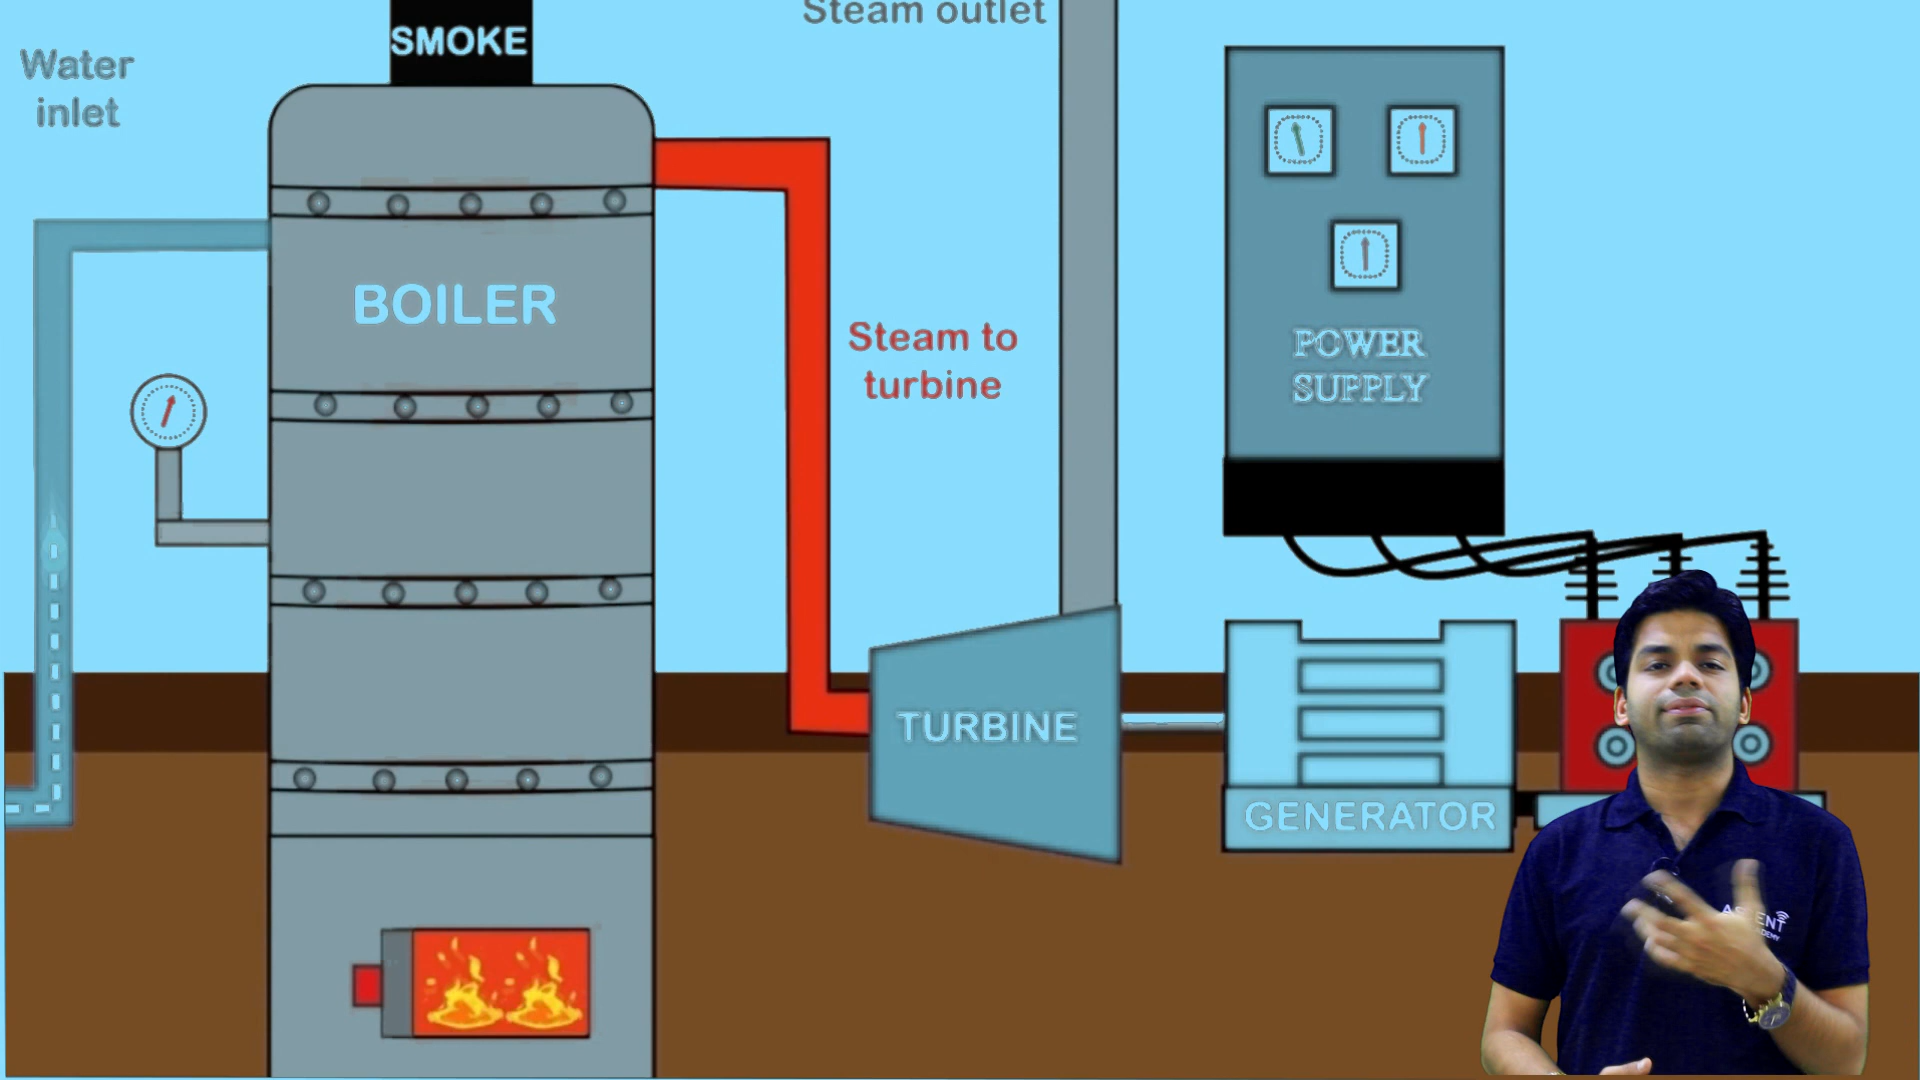 SMOKE
Steam outlet
Water
inlet
BOILER
Steam to
turbine
POWER
SUPPLY
TURBINE
GENERATOR